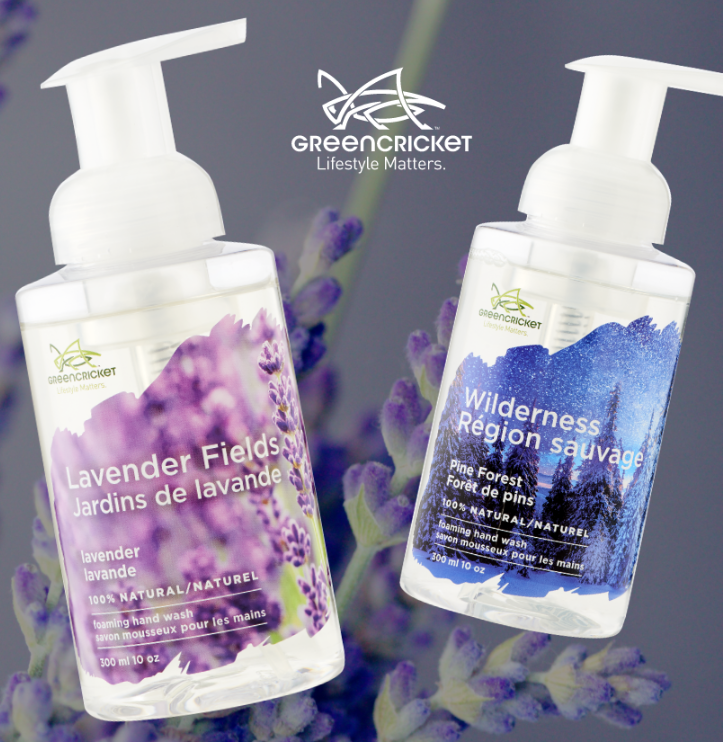 GREENCRICKET
Lifestyle Matters.
GREENCRICKET
Lifestyle Matters.
Lavender Fields
Jardins de lavande
lavender
lavande
100% NATURAL/NATUREL
foaming hand wash
savon mousseux pour les mains
300 ml 10 oz
GREENCRICKET
Lifestyle Matters.
Wilderness
Région sauvage
Pine Forest
Forêt de pins
100% NATURAL/NATUREL
foaming hand wash
savon mousseux pour les mains
300 ml 10 oz